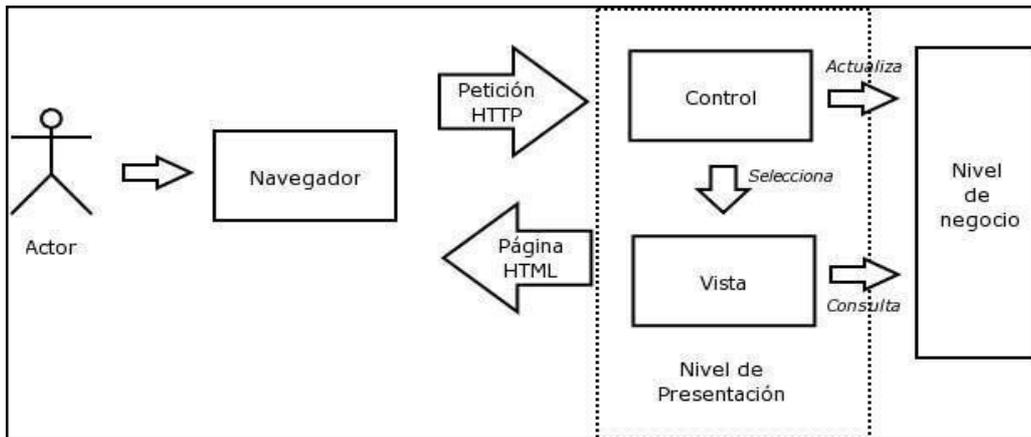 Actor
Navegador
Petición
HTTP
Página
HTML
Control
Selecciona
Vista
Nivel de
Presentación
Actualiza
Consulta
Nivel
de
negocio